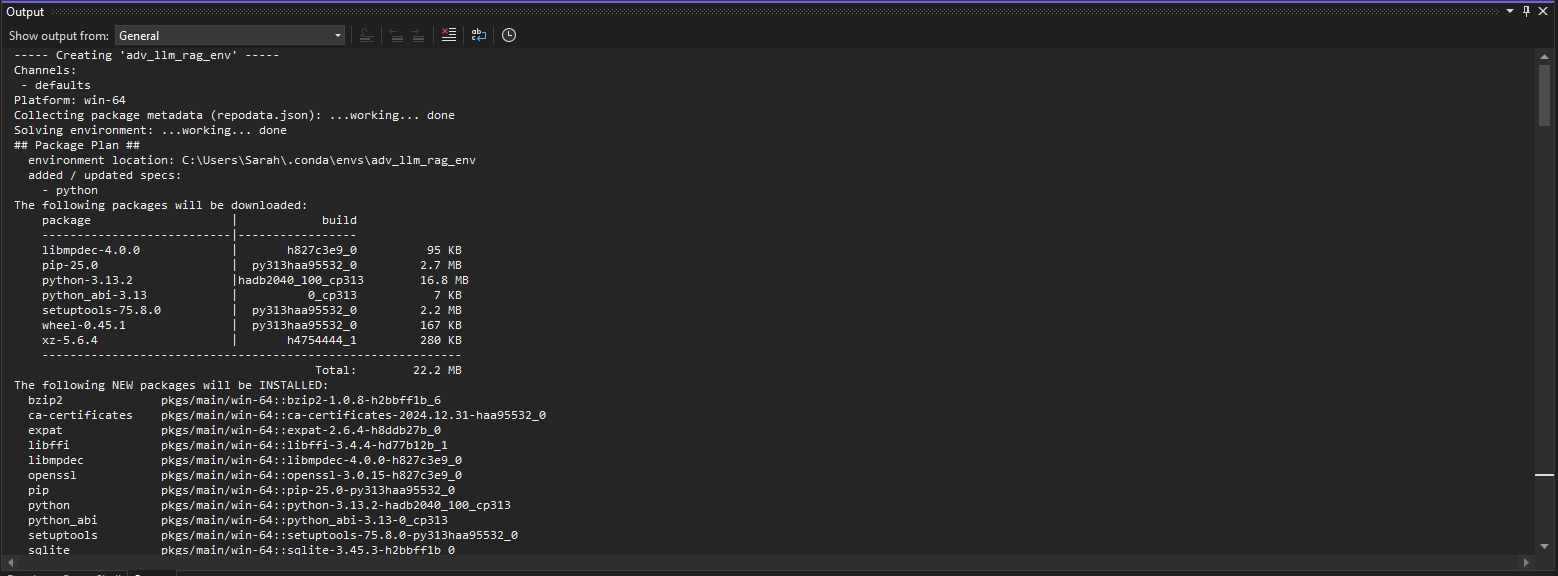 Output
Show output from: General
----- Creating 'adv_llm_rag_env' -----
Channels:
- defaults
Platform: win-64
Collecting package metadata (repodata.json): ...working... done
Solving environment: ...working... done
## Package Plan ##
environment location: C:\Users\Sarah\.conda\envs\adv_llm_rag_env
added / updated specs:
- python
The following packages will be downloaded:
package | build
---------------------------|-----------------
libmpdec-4.0.0 | h827c3e9_0 95 KB
pip-25.0 | py313haa95532_0 2.7 MB
python-3.13.2 |hadb2040_100_cp313 16.8 MB
python_abi-3.13 | 0_cp313 7 KB
setuptools-75.8.0 | py313haa95532_0 2.2 MB
wheel-0.45.1 | py313haa95532_0 167 KB
xz-5.6.4 | h4754444_1 280 KB
------------------------------------------------------------
Total: 22.2 MB
The following NEW packages will be INSTALLED:
bzip2 pkgs/main/win-64::bzip2-1.0.8-h2bbff1b_6
ca-certificates pkgs/main/win-64::ca-certificates-2024.12.31-haa95532_0
expat pkgs/main/win-64::expat-2.6.4-h8ddb27b_0
libffi pkgs/main/win-64::libffi-3.4.4-hd77b12b_1
libmpdec pkgs/main/win-64::libmpdec-4.0.0-h827c3e9_0
openssl pkgs/main/win-64::openssl-3.0.15-h827c3e9_0
pip pkgs/main/win-64::pip-25.0-py313haa95532_0
python pkgs/main/win-64::python-3.13.2-hadb2040_100_cp313
python_abi pkgs/main/win-64::python_abi-3.13-0_cp313
setuptools pkgs/main/win-64::setuptools-75.8.0-py313haa95532_0
sqlite pkgs/main/win-64::sqlite-3.45.3-h2bbff1b_0